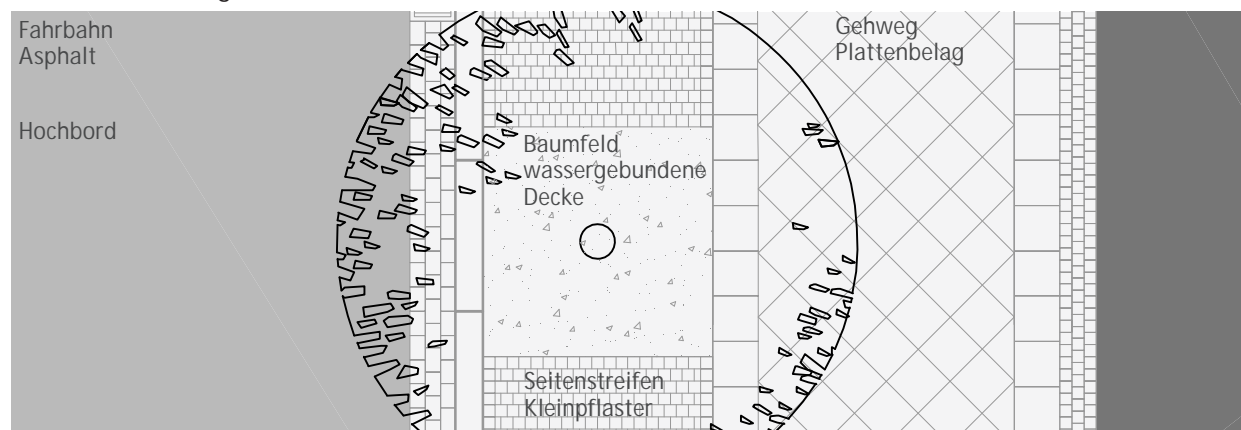 Fahrbahn
Asphalt
Hochbord
Baumfeld
wassergebundene
Decke
Seitenstreifen
Kleinpflaster
Gehweg
Plattenbelag